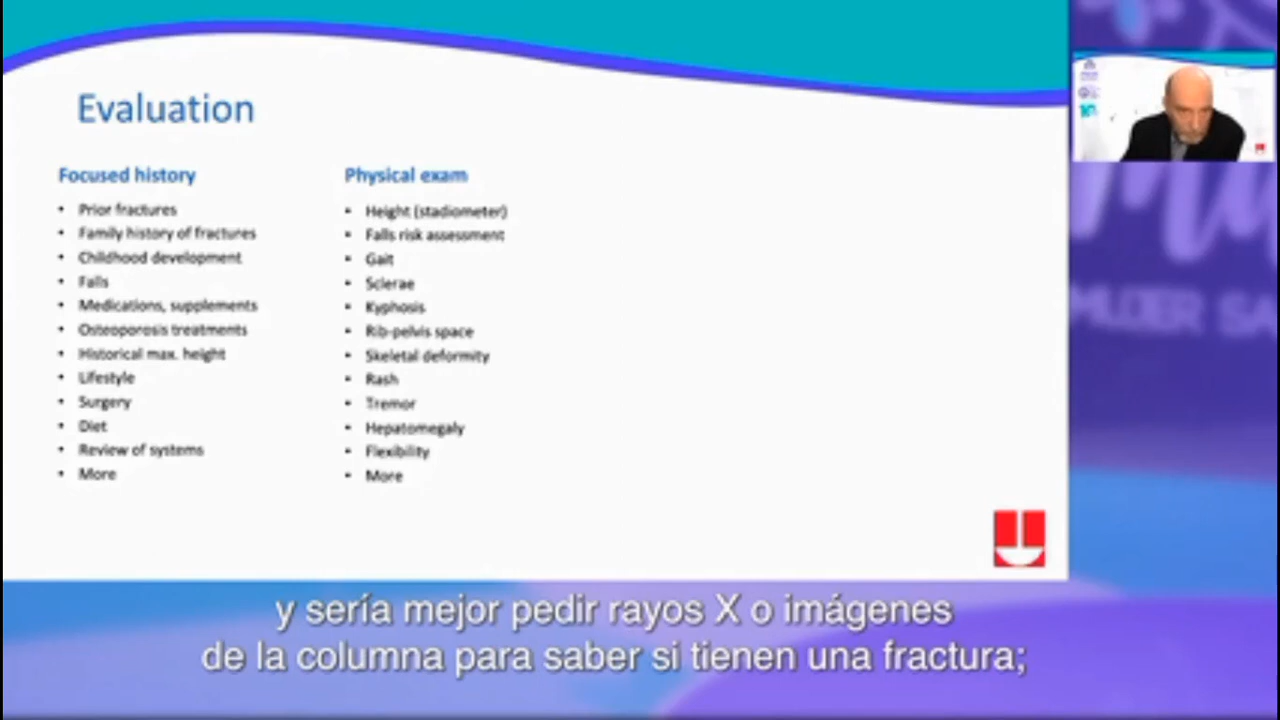 Evaluation
Focused history
• Prior fractures
• Family history of fractures
• Childhood development
• Falls
• Medications, supplements
• Osteoporosis treatments
• Historical max. height
• Lifestyle
• Surgery
• Diet
• Review of systems
• More
Physical exam
• Height (stadiometer)
• Falls risk assessment
• Gait
• Sclerae
• Kyphosis
• Rib-pelvis space
• Skeletal deformity
• Rash
• Tremor
• Hepatomegaly
• Flexibility
• More
MUJER SA
y sería mejor pedir rayos X o imágenes
de la columna para saber si tienen una fractura;